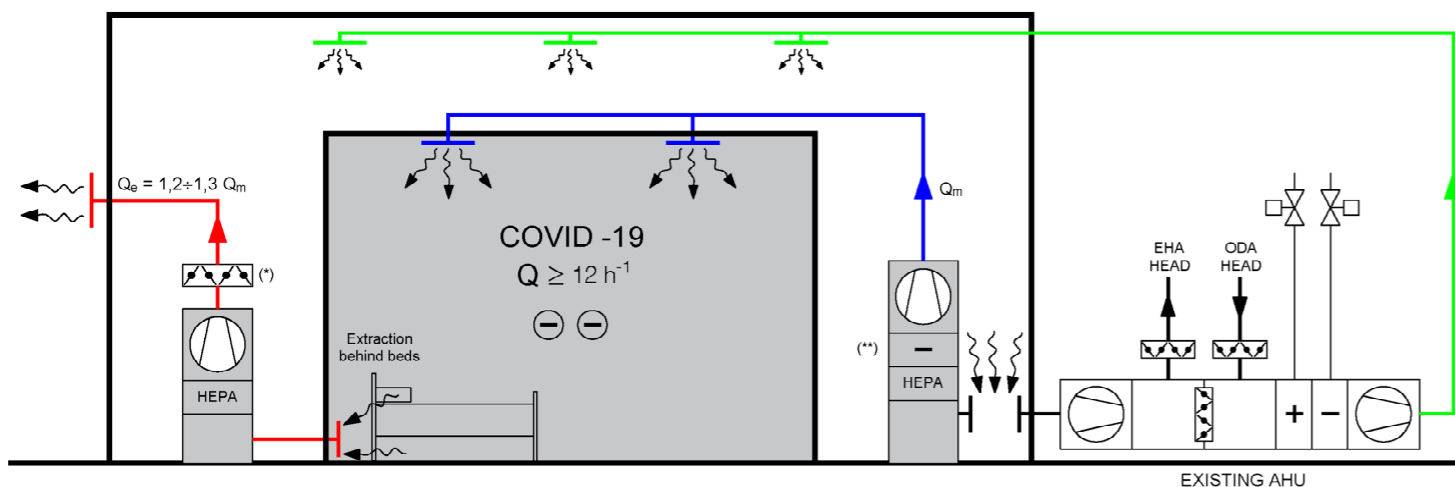 Qe = 1,2÷1,3 Qm
(*)
HEPA
COVID -19
Q ≥ 12 h-1
− −
Extraction
behind beds
Qm
(**)
−
HEPA
EHA
HEAD
ODA
HEAD
+ −
EXISTING AHU